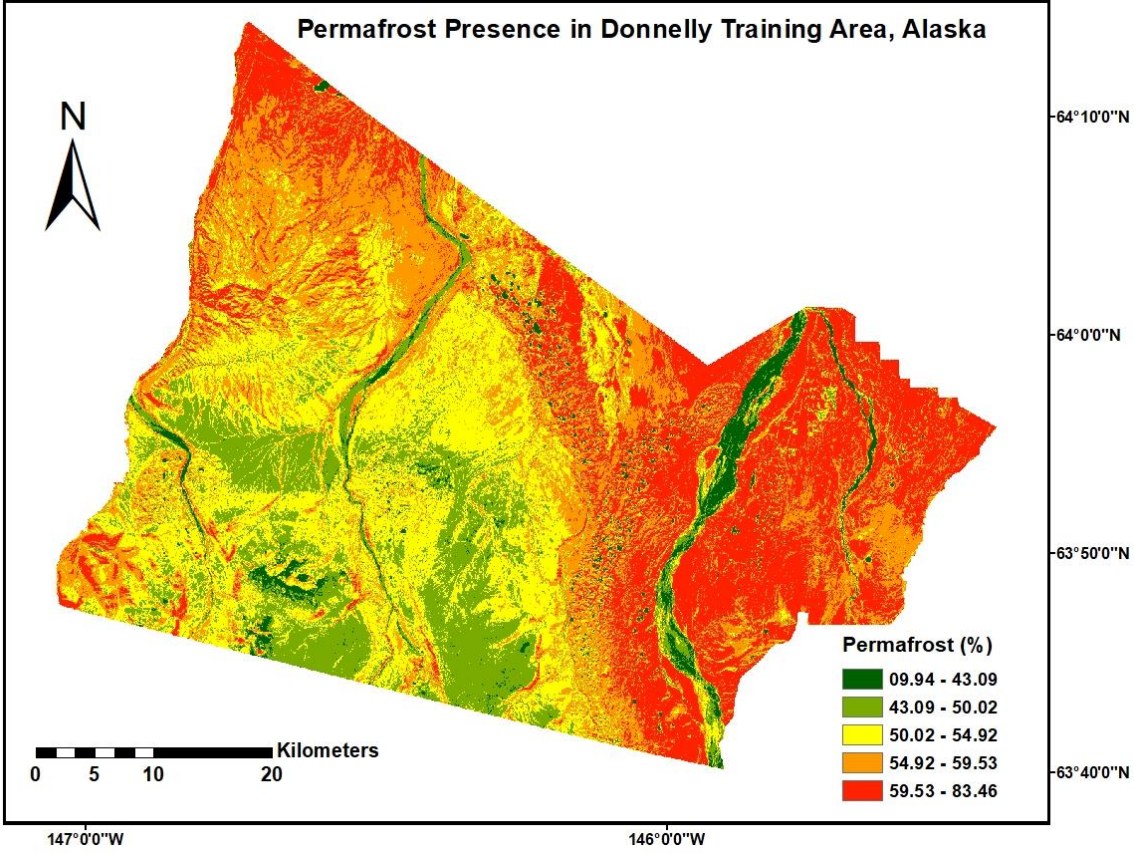 Permafrost Presence in Donnelly Training Area, Alaska
N
64°10'0"N
64°0'0"N
63°50'0"N
63°40'0"N
Permafrost (%)
09.94 - 43.09
43.09 - 50.02
50.02 - 54.92
54.92 - 59.53
59.53 - 83.46
Kilometers
0 5 10 20
147°0'0"W 146°0'0"W